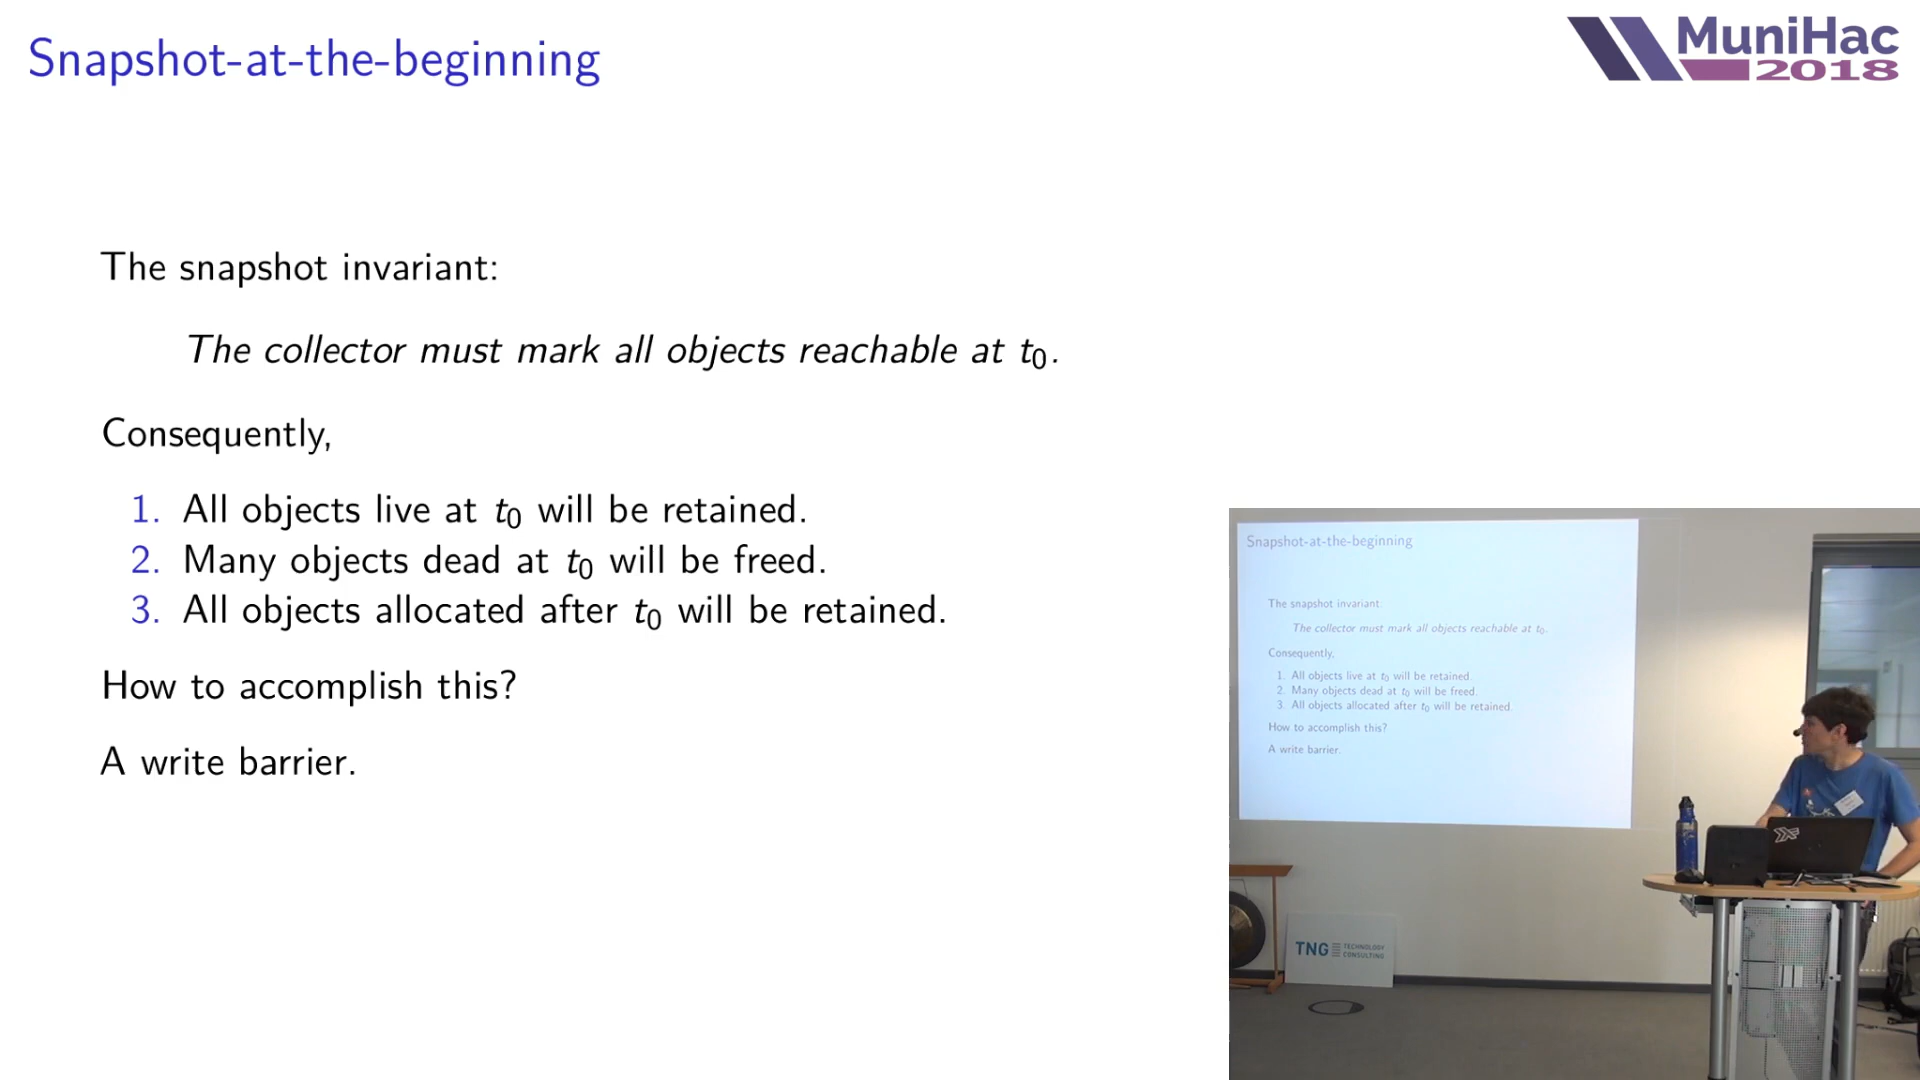 Snapshot-at-the-beginning
MuniHac
2018
The snapshot invariant:
The collector must mark all objects reachable at t₀.
Consequently,
1. All objects live at t₀ will be retained.
2. Many objects dead at t₀ will be freed.
3. All objects allocated after t₀ will be retained.
How to accomplish this?
A write barrier.
Snapshot-at-the-beginning
The snapshot invariant:
The collector must mark all objects reachable at t₀.
Consequently,
1. All objects live at t₀ will be retained.
2. Many objects dead at t₀ will be freed.
3. All objects allocated after t₀ will be retained.
How to accomplish this?
A write barrier.
TNG TECHNOLOGY
CONSULTING